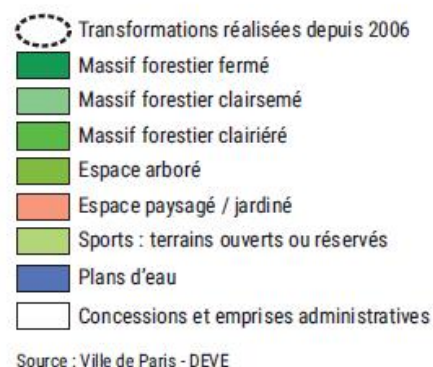 Transformations réalisées depuis 2006
Massif forestier fermé
Massif forestier clairsemé
Massif forestier clairiéré
Espace arboré
Espace paysagé / jardiné
Sports : terrains ouverts ou réservés
Plans d'eau
Concessions et emprises administratives
Source : Ville de Paris - DEVE